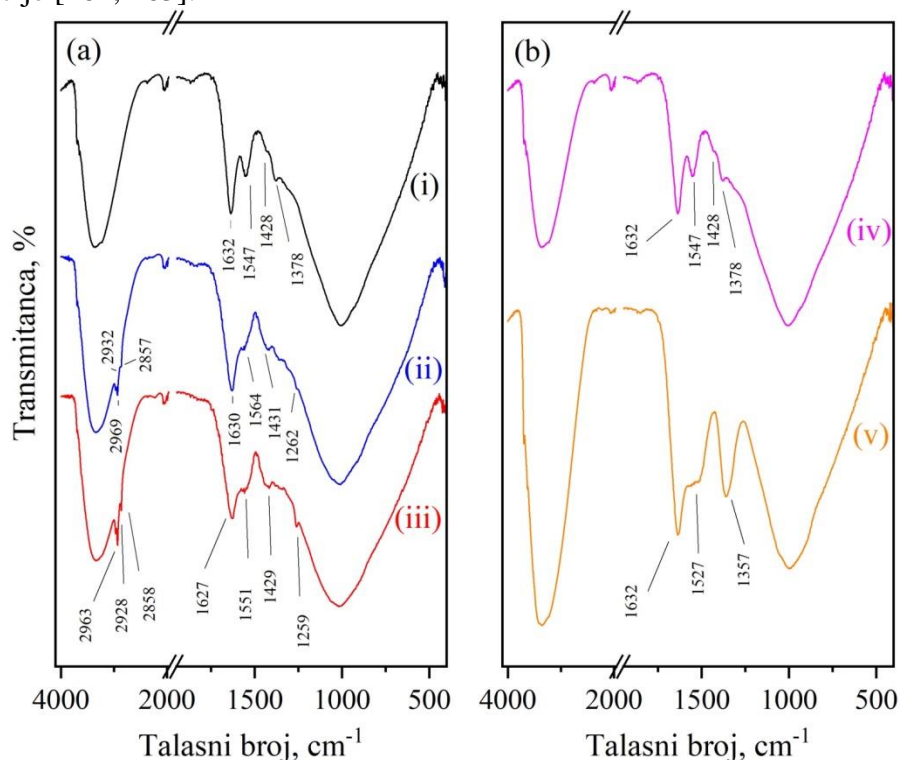 (a)
(b)
(i)
(ii)
(iii)
(iv)
(v)
1632
1547
1428
1378
2932
2857
2969
1630
1564
1431
1262
2963
2928
2858
1627
1551
1429
1259
1632
1547
1428
1378
1632
1527
1357
Transmitanca, %
4000 2000 1500 1000 500
4000 2000 1500 1000 500
Talasni broj, cm-1
Talasni broj, cm-1